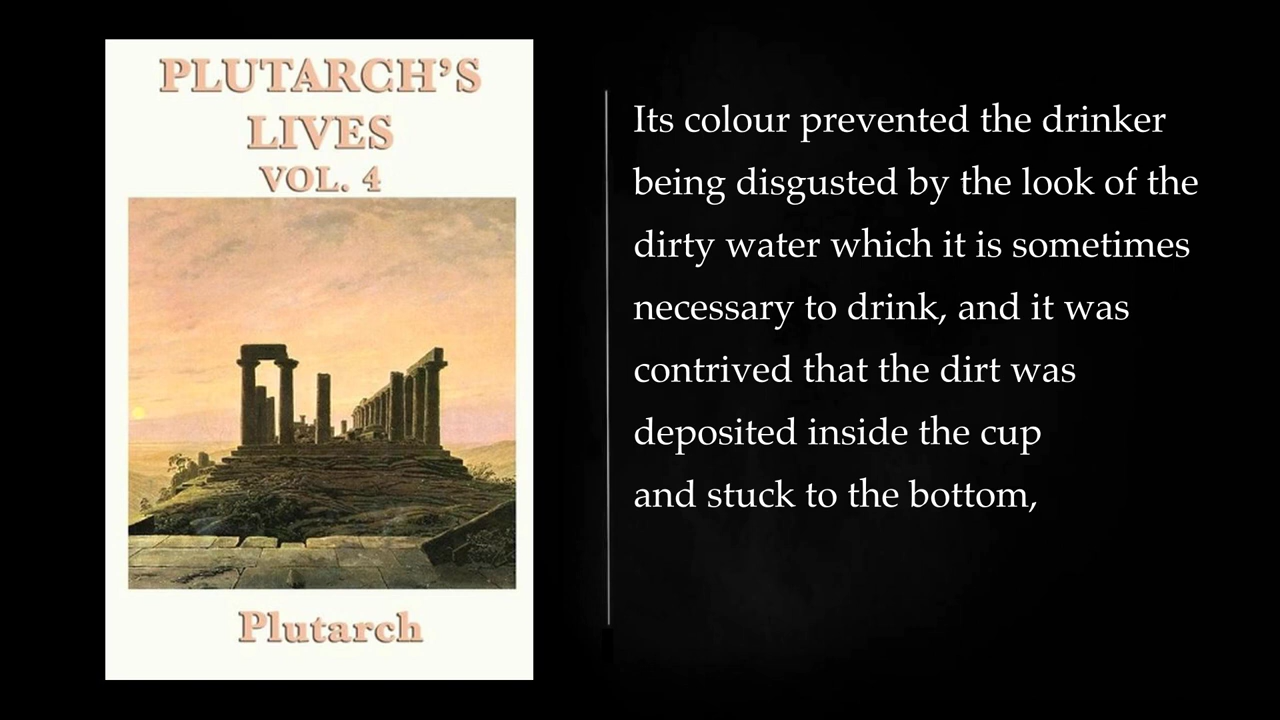 PLUTARCH'S
LIVES
VOL. 4
Plutarch
Its colour prevented the drinker
being disgusted by the look of the
dirty water which it is sometimes
necessary to drink, and it was
contrived that the dirt was
deposited inside the cup
and stuck to the bottom,